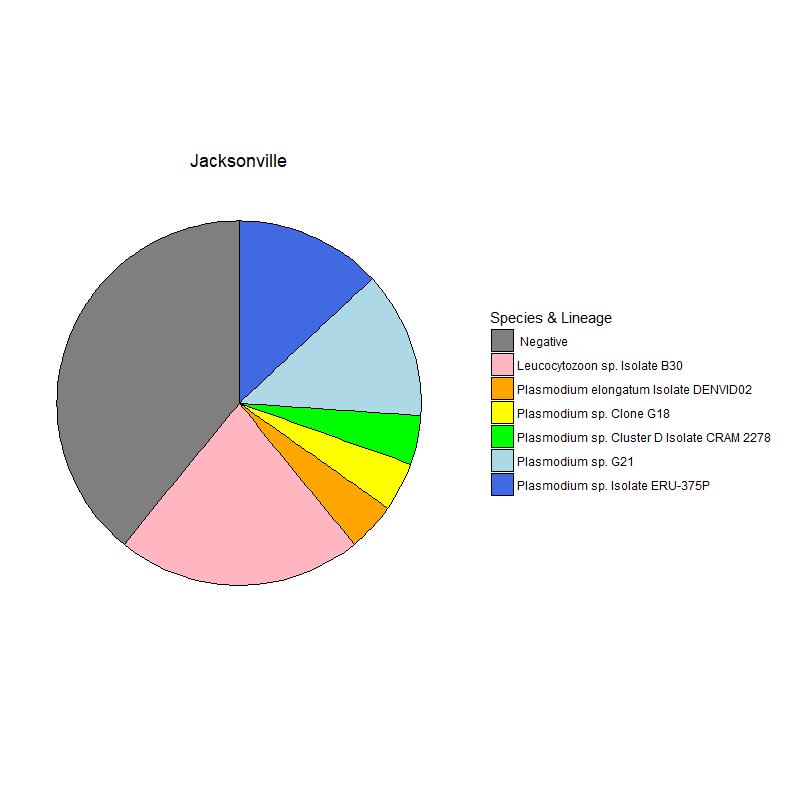 Jacksonville
Species & Lineage
Negative
Leucocytozoon sp. Isolate B30
Plasmodium elongatum Isolate DENVID02
Plasmodium sp. Clone G18
Plasmodium sp. Cluster D Isolate CRAM 2278
Plasmodium sp. G21
Plasmodium sp. Isolate ERU-375P